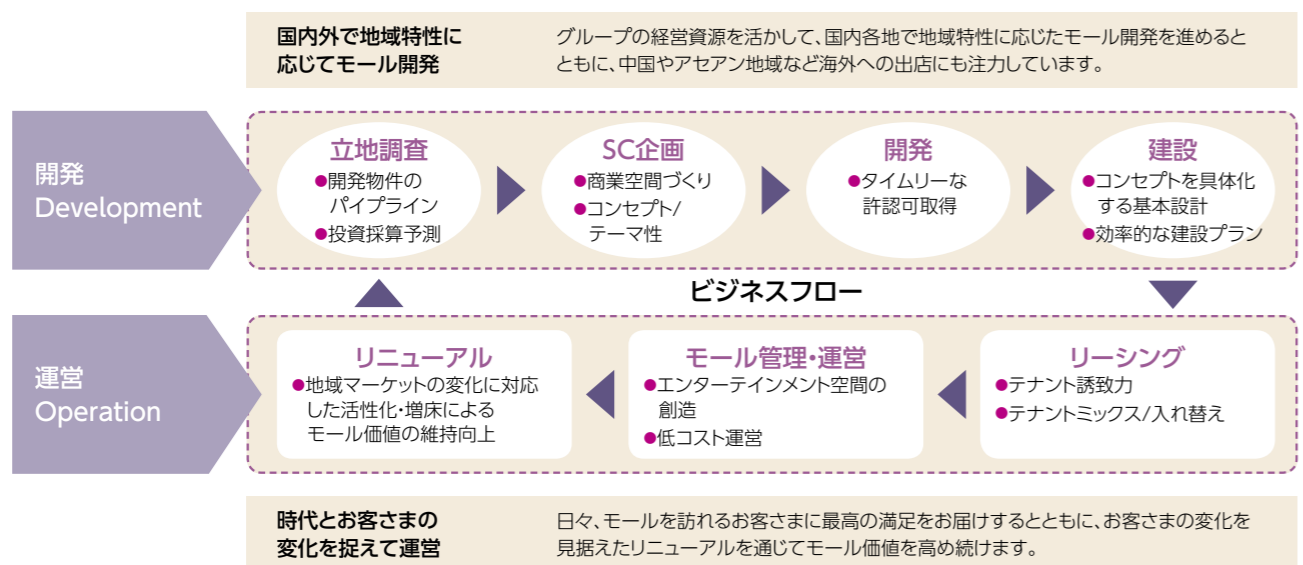 国内外で地域特性に
応じてモール開発
グループの経営資源を活かして、国内各地で地域特性に応じたモール開発を進めると
ともに、中国やアセアン地域など海外への出店にも注力しています。
開発
Development
立地調査
●開発物件の
パイプライン
●投資採算予測
SC企画
●商業空間づくり
●コンセプト/
テーマ性
開発
●タイムリーな
許認可取得
建設
●コンセプトを具体化
する基本設計
●効率的な建設プラン
ビジネスフロー
運営
Operation
リニューアル
●地域マーケットの変化に対応
した活性化・増床による
モール価値の維持向上
モール管理・運営
●エンターテインメント空間の
創造
●低コスト運営
リーシング
●テナント誘致力
●テナントミックス/入れ替え
時代とお客さまの
変化を捉えて運営
日々、モールを訪れるお客さまに最高の満足をお届けするとともに、お客さまの変化を
見据えたリニューアルを通じてモール価値を高め続けます。